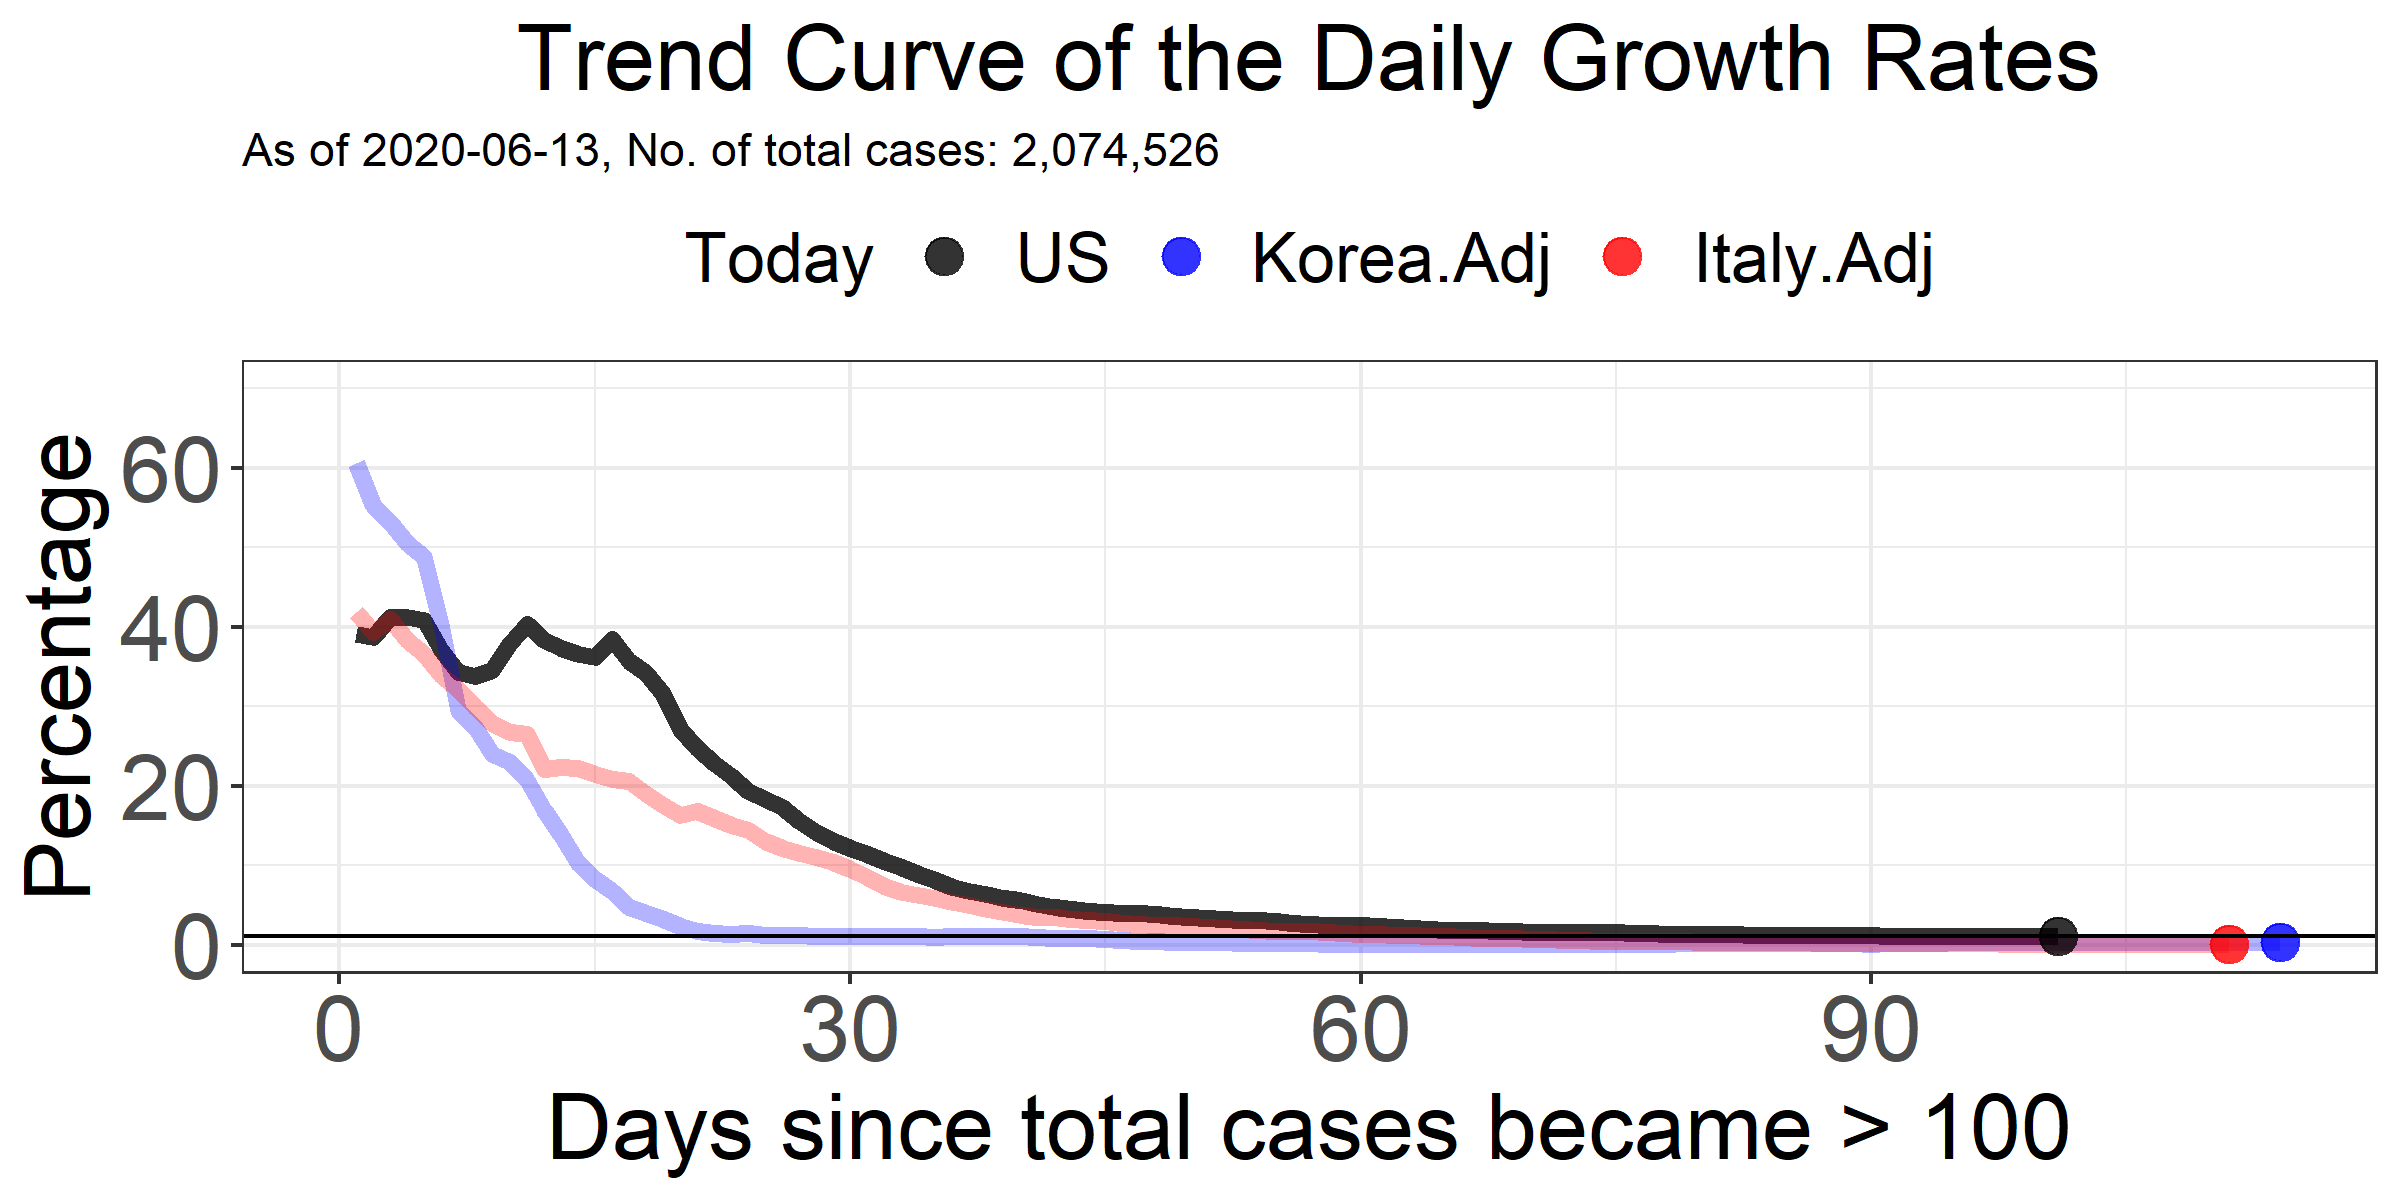 Trend Curve of the Daily Growth Rates
As of 2020-06-13, No. of total cases: 2,074,526
Today US Korea.Adj Italy.Adj
Percentage
60
40
20
0
0 30 60 90
Days since total cases became > 100